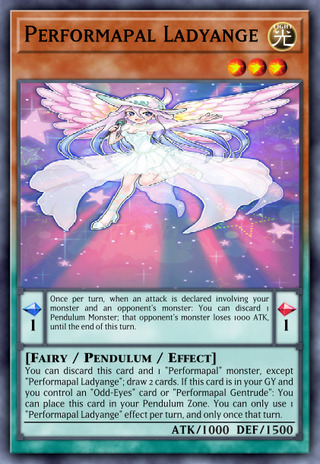 Performapal Ladyange
LIGHT
光
Once per turn, when an attack is declared involving your
monster and an opponent's monster: You can discard 1
Pendulum Monster; that opponent's monster loses 1000 ATK,
until the end of this turn.
1
1
[Fairy / Pendulum / Effect]
You can discard this card and 1 "Performapal" monster, except
"Performapal Ladyange"; draw 2 cards. If this card is in your GY and
you control an "Odd-Eyes" card or "Performapal Gentrude": You
can place this card in your Pendulum Zone. You can only use 1
"Performapal Ladyange" effect per turn, and only once that turn.
ATK/1000 DEF/1500